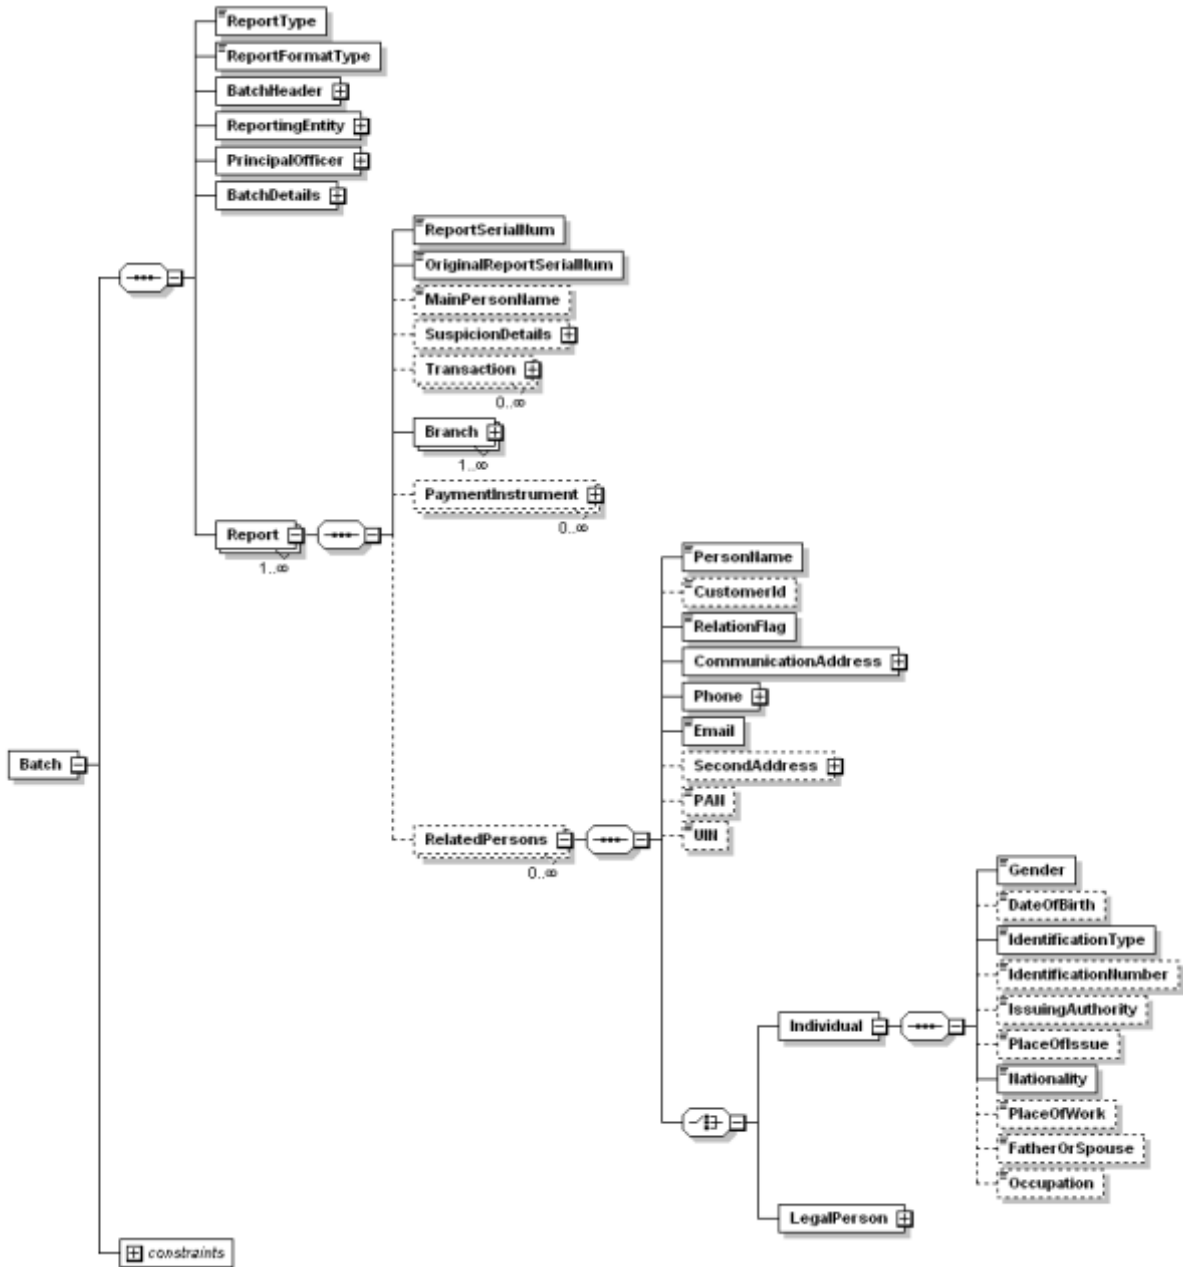 ReportType
ReportFormatType
BatchHeader
ReportingEntity
PrincipalOfficer
BatchDetails
ReportSerialNum
OriginalReportSerialNum
MainPersonName
SuspicionDetails
Transaction
0..∞
Branch
1..∞
PaymentInstrument
0..∞
Report
1..∞
PersonName
CustomerId
RelationFlag
CommunicationAddress
Phone
Email
SecondAddress
PAN
UIN
Batch
RelatedPersons
0..∞
Gender
DateOfBirth
IdentificationType
IdentificationNumber
IssuingAuthority
PlaceOfIssue
Nationality
PlaceOfWork
FatherOrSpouse
Occupation
Individual
LegalPerson
constraints